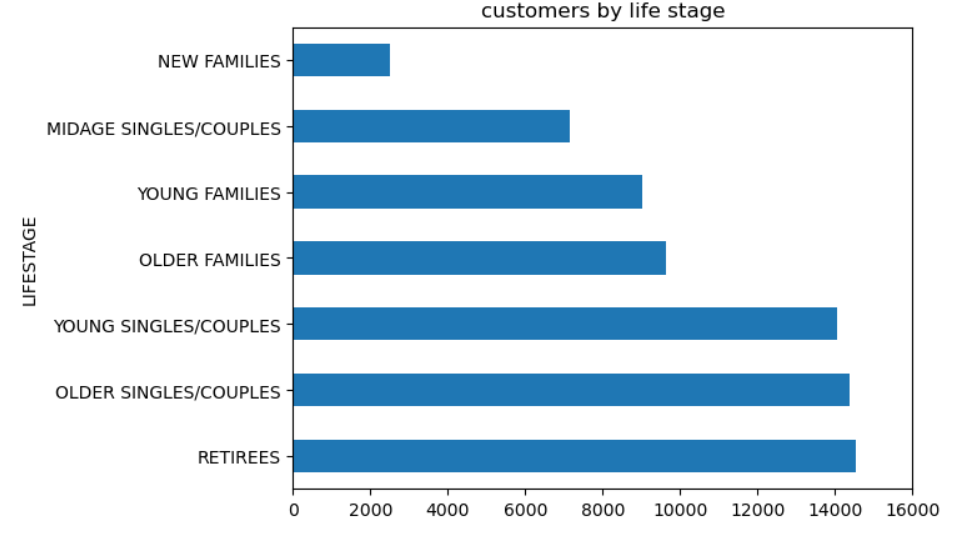 customers by life stage
NEW FAMILIES
MIDAGE SINGLES/COUPLES
YOUNG FAMILIES
OLDER FAMILIES
YOUNG SINGLES/COUPLES
OLDER SINGLES/COUPLES
RETIREES
LIFESTAGE
0 2000 4000 6000 8000 10000 12000 14000 16000